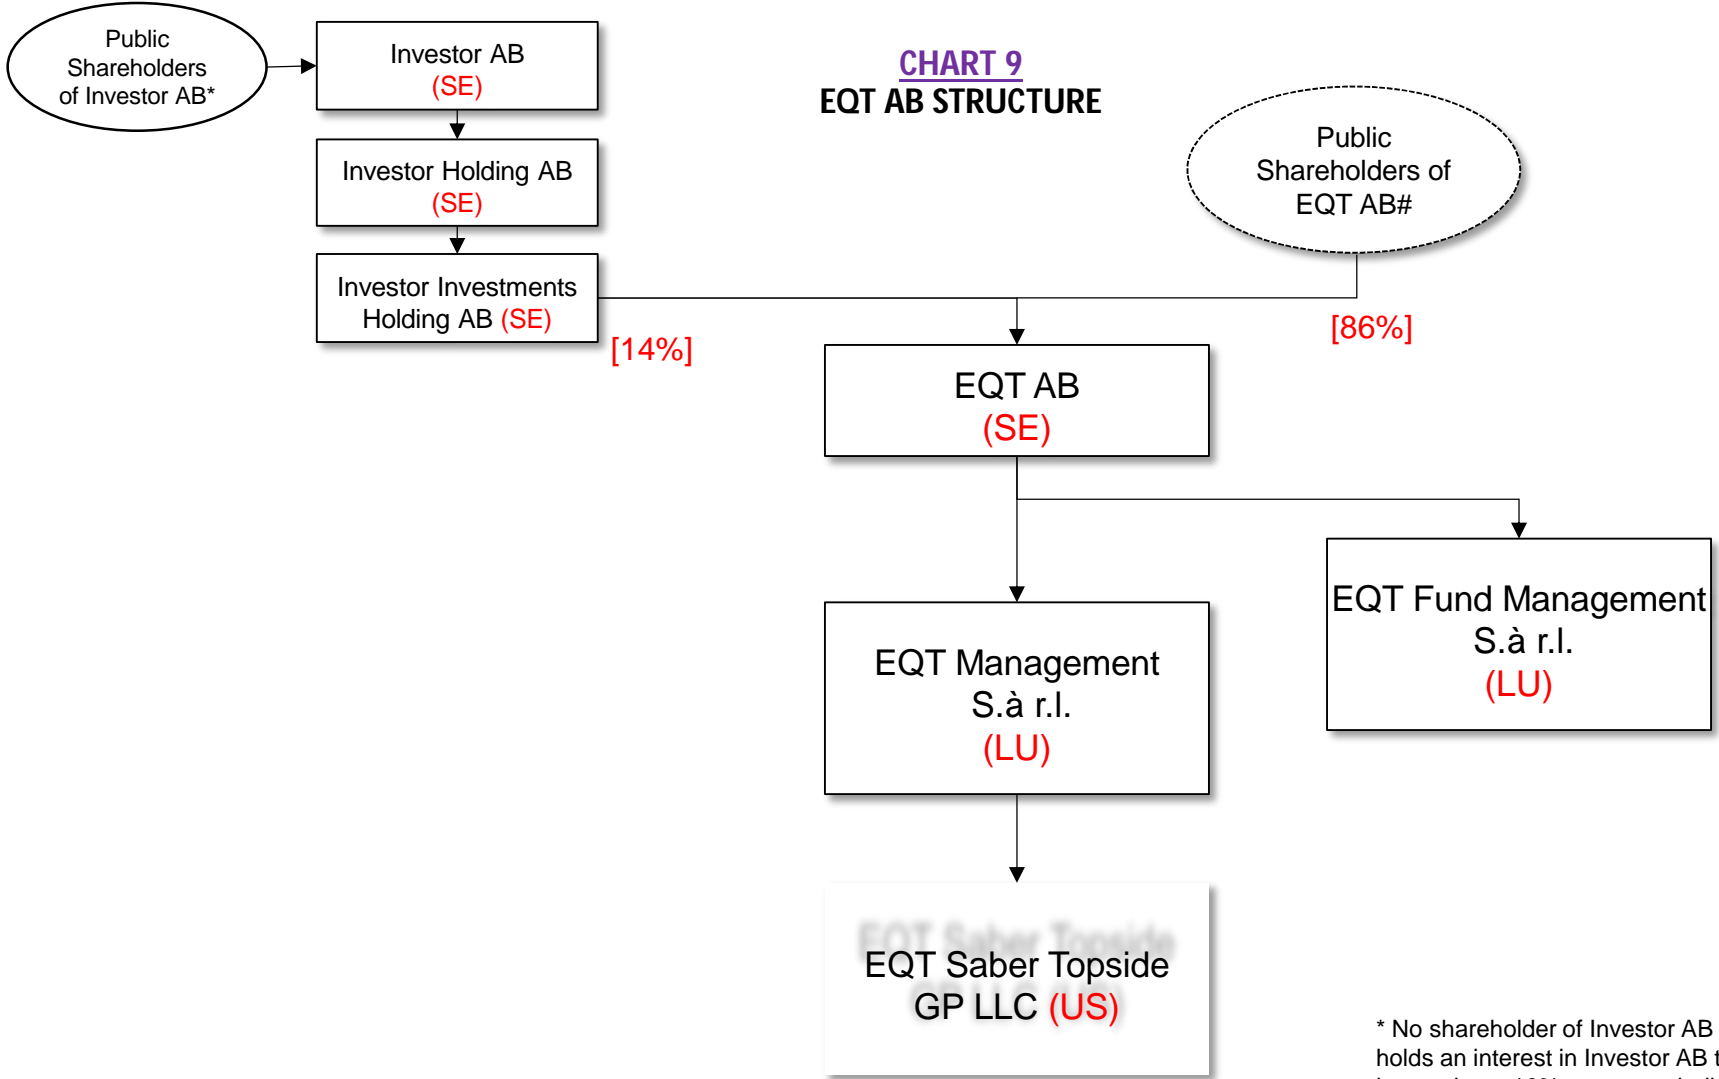 Public
Shareholders
of Investor AB*
Investor AB
(SE)
CHART 9
EQT AB STRUCTURE
Investor Holding AB
(SE)
Public
Shareholders of
EQT AB#
Investor Investments
Holding AB (SE)
[14%]
[86%]
EQT AB
(SE)
EQT Management
S.à r.l.
(LU)
EQT Fund Management
S.à r.l.
(LU)
EQT Saber Topside
GP LLC (US)
* No shareholder of Investor AB
holds an interest in Investor AB